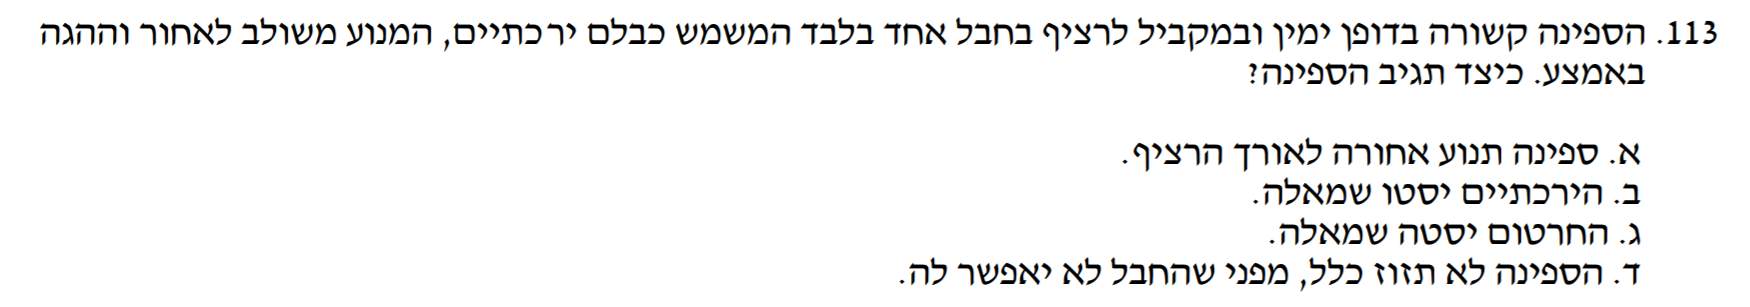 113. הספינה קשורה בדופן ימין ובמקביל לרציף בחבל אחד בלבד המשמש כבלם ירכתיים, המנוע משולב לאחור וההגה
באמצע. כיצד תגיב הספינה?
א. ספינה תנוע אחורה לאורך הרציף.
ב. הירכתיים יסטו שמאלה.
ג. החרטום יסטה שמאלה.
ד. הספינה לא תזוז כלל, מפני שהחבל לא יאפשר לה.